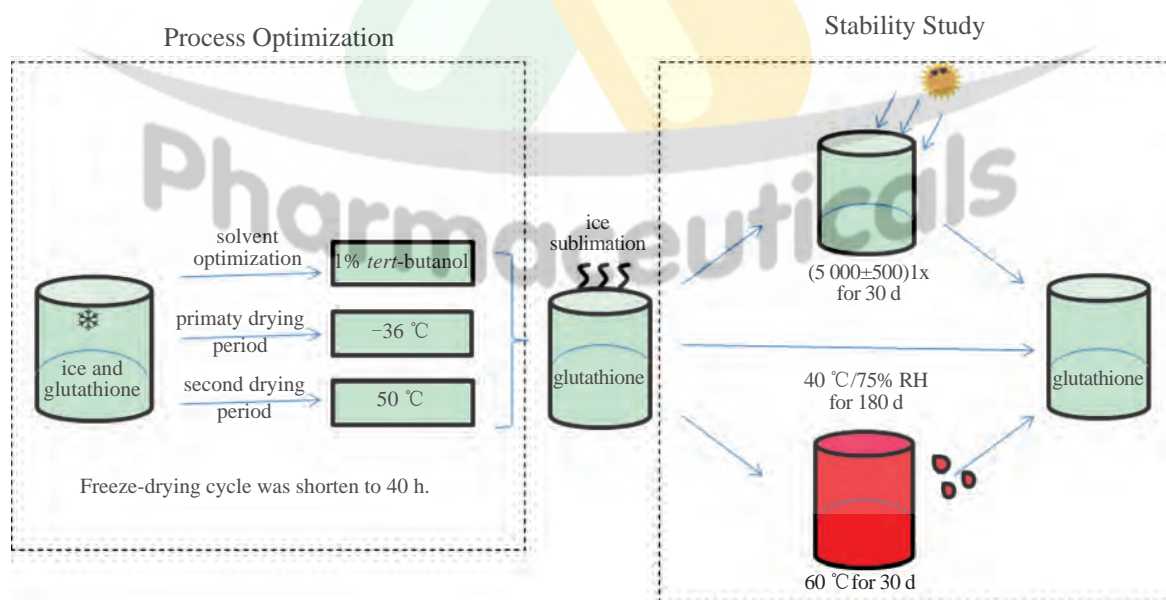 Process Optimization
Stability Study
Pharmaceuticals
solvent
optimization
1% tert-butanol
primaty drying
period
−36 ℃
second drying
period
50 ℃
ice and
glutathione
Freeze-drying cycle was shorten to 40 h.
ice
sublimation
glutathione
(5 000±500)1x
for 30 d
40 ℃/75% RH
for 180 d
60 ℃ for 30 d
glutathione